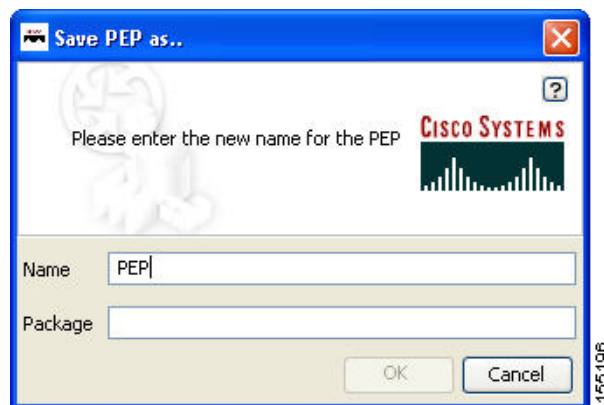 Save PEP as..
?
Please enter the new name for the PEP
CISCO SYSTEMS
Name PEP
Package
OK Cancel
155196